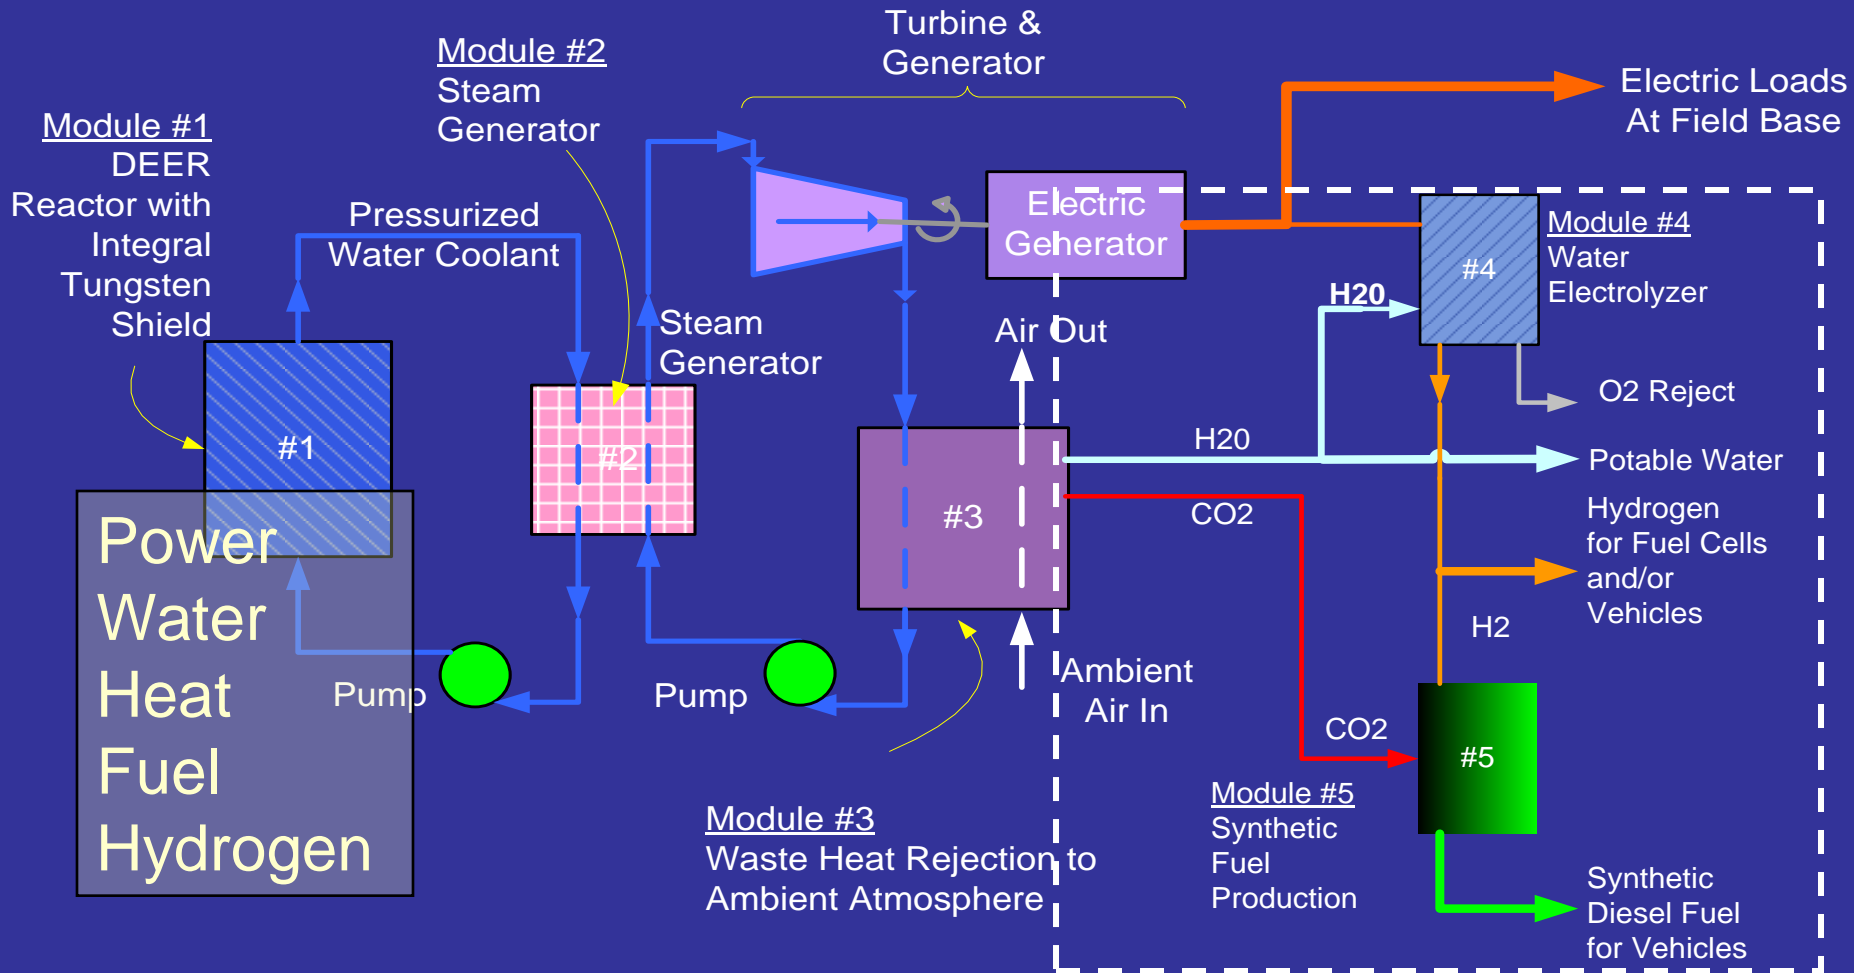 Turbine &
Generator
Module #2
Steam
Generator
Electric Loads
At Field Base
Module #1
DEER
Reactor with
Integral
Tungsten
Shield
Pressurized
Water Coolant
Electric
Generator
Module #4
Water
Electrolyzer
#4
H20
Steam
Generator
Air Out
O2 Reject
#1
#2
H20
Potable Water
#3
CO2
Hydrogen
for Fuel Cells
and/or
Vehicles
H2
Power
Water
Heat
Fuel
Hydrogen
Pump
Pump
Ambient
Air In
CO2
#5
Module #5
Synthetic
Fuel
Production
Module #3
Waste Heat Rejection to
Ambient Atmosphere
Synthetic
Diesel Fuel
for Vehicles